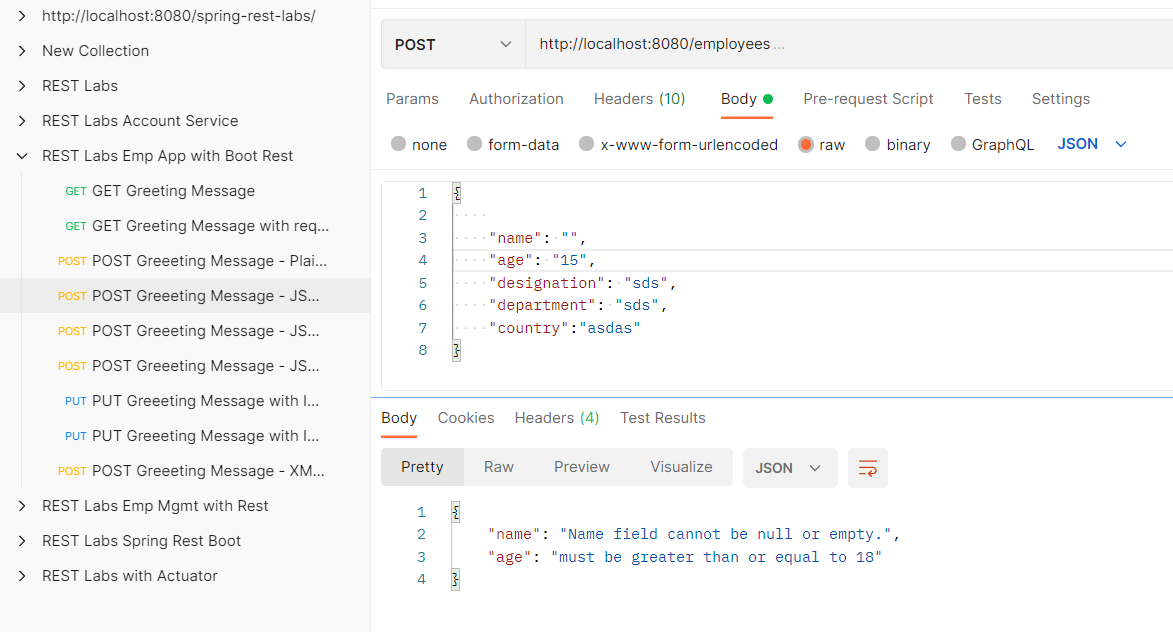 http://localhost:8080/spring-rest-labs/
New Collection
REST Labs
REST Labs Account Service
REST Labs Emp App with Boot Rest
GET GET Greeting Message
GET GET Greeting Message with req...
POST POST Greeeting Message - Plai...
POST POST Greeeting Message - JS...
POST POST Greeeting Message - JS...
POST POST Greeeting Message - JS...
PUT PUT Greeeting Message with I...
PUT PUT Greeeting Message with I...
POST POST Greeeting Message - XM...
REST Labs Emp Mgmt with Rest
REST Labs Spring Rest Boot
REST Labs with Actuator
POST http://localhost:8080/employees ...
Params Authorization Headers (10) Body Pre-request Script Tests Settings
none form-data x-www-form-urlencoded raw binary GraphQL JSON
1 {
2 ····
3 ····"name":·"",
4 ····"age":·"15",
5 ····"designation":·"sds",
6 ····"department":·"sds",
7 ····"country":"asdas"
8 }
Body Cookies Headers (4) Test Results
Pretty Raw Preview Visualize JSON
1 {
2 "name": "Name field cannot be null or empty.",
3 "age": "must be greater than or equal to 18"
4 }